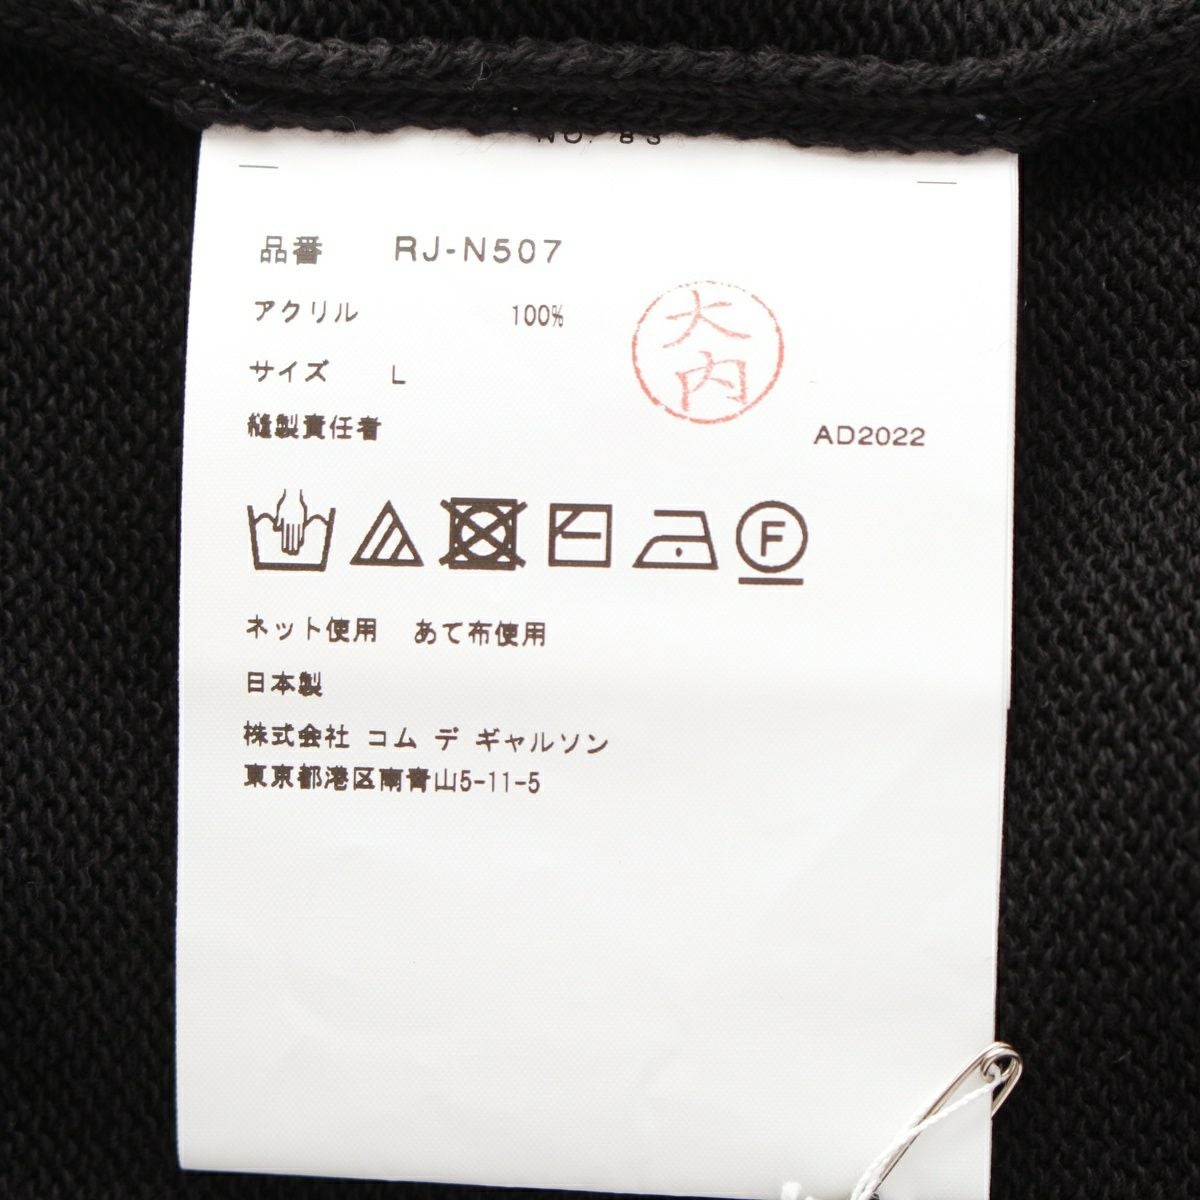 品番 RJ-N507
アクリル 100%
大内
サイズ L
縫製責任者
AD2022
F
ネット使用 あて布使用
日本製
株式会社 コム デ ギャルソン
東京都港区南青山5-11-5